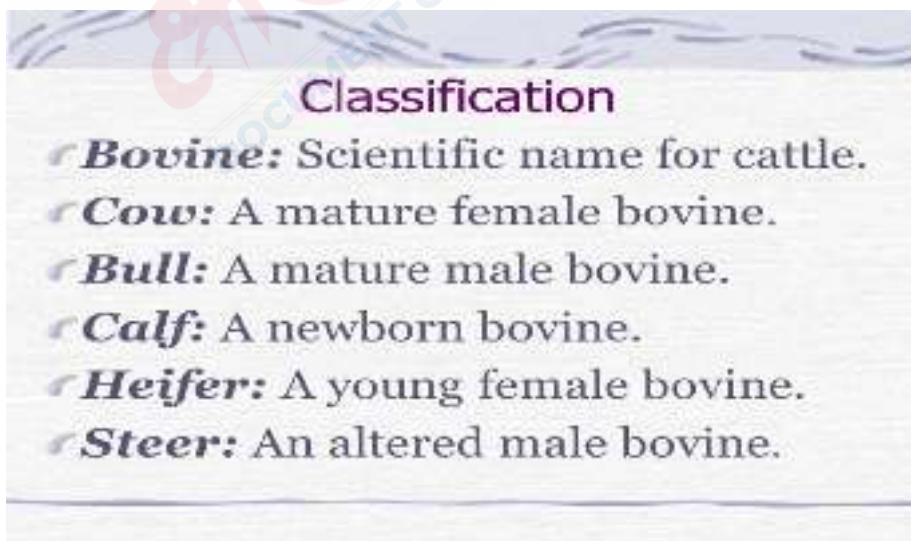 Classification
Bovine: Scientific name for cattle.
Cow: A mature female bovine.
Bull: A mature male bovine.
Calf: A newborn bovine.
Heifer: A young female bovine.
Steer: An altered male bovine.